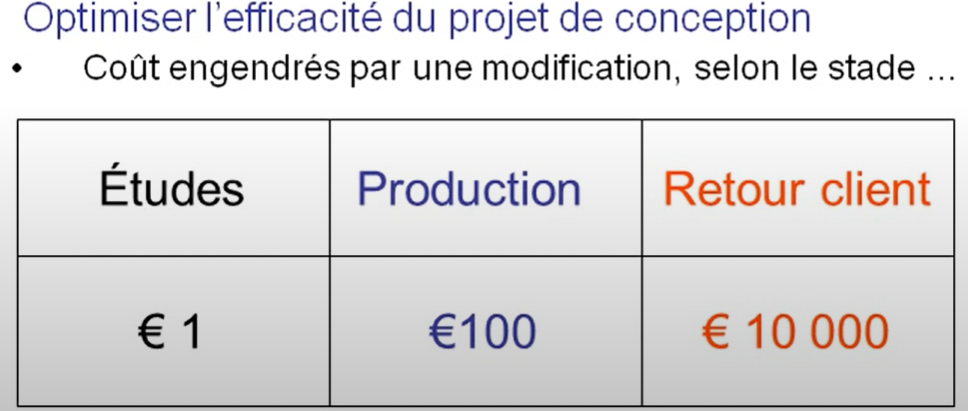 Optimiser l'efficacité du projet de conception
• Coût engendrés par une modification, selon le stade ...
Études Production Retour client
€ 1 €100 € 10 000